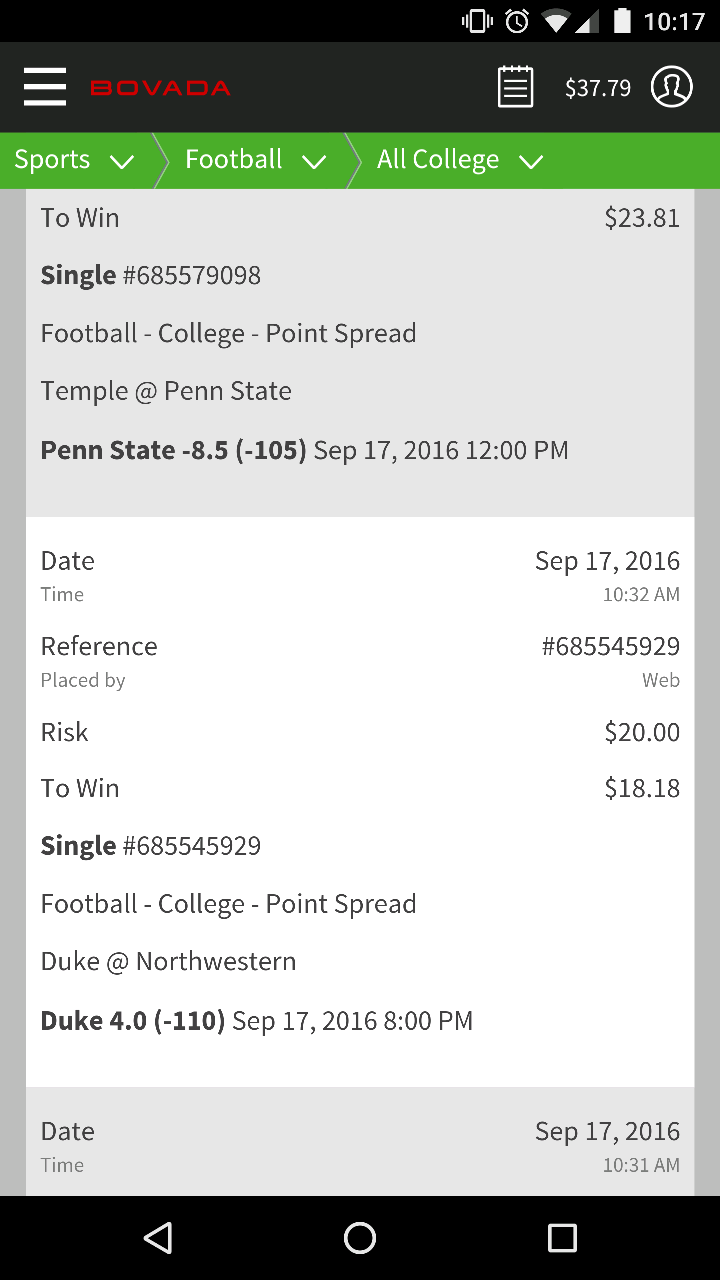 10:17
BOVADA $37.79
Sports Football All College
To Win $23.81
Single #685579098
Football - College - Point Spread
Temple @ Penn State
Penn State -8.5 (-105) Sep 17, 2016 12:00 PM
Date Sep 17, 2016
Time 10:32 AM
Reference #685545929
Placed by Web
Risk $20.00
To Win $18.18
Single #685545929
Football - College - Point Spread
Duke @ Northwestern
Duke 4.0 (-110) Sep 17, 2016 8:00 PM
Date Sep 17, 2016
Time 10:31 AM